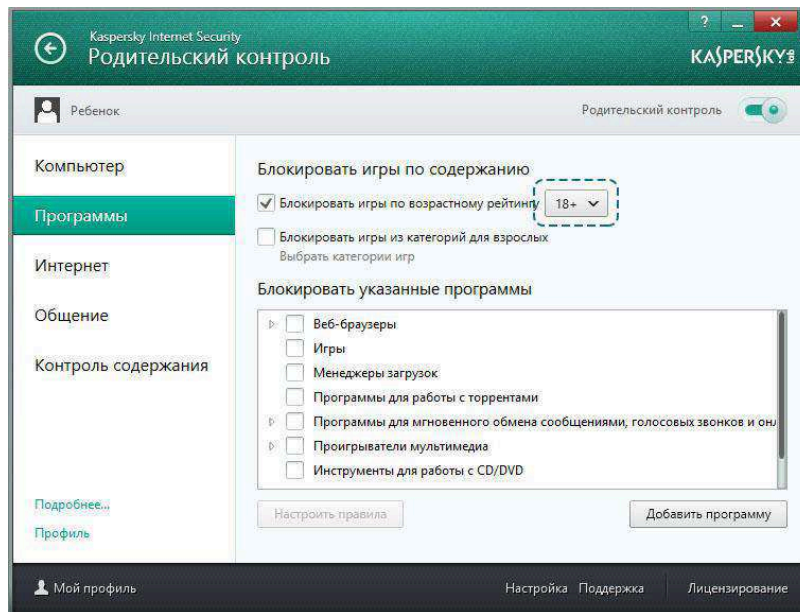 Kaspersky Internet Security
Родительский контроль
KASPERSKY
Ребенок
Родительский контроль
Компьютер
Программы
Интернет
Общение
Контроль содержания
Подробнее...
Профиль
Блокировать игры по содержанию
Блокировать игры по возрастному рейтингу 18+
Блокировать игры из категорий для взрослых
Выбрать категории игр
Блокировать указанные программы
Веб-браузеры
Игры
Менеджеры загрузок
Программы для работы с торрентами
Программы для мгновенного обмена сообщениями, голосовых звонков и онл
Проигрыватели мультимедиа
Инструменты для работы с CD/DVD
Настроить правила
Добавить программу
Мой профиль
Настройка Поддержка Лицензирование